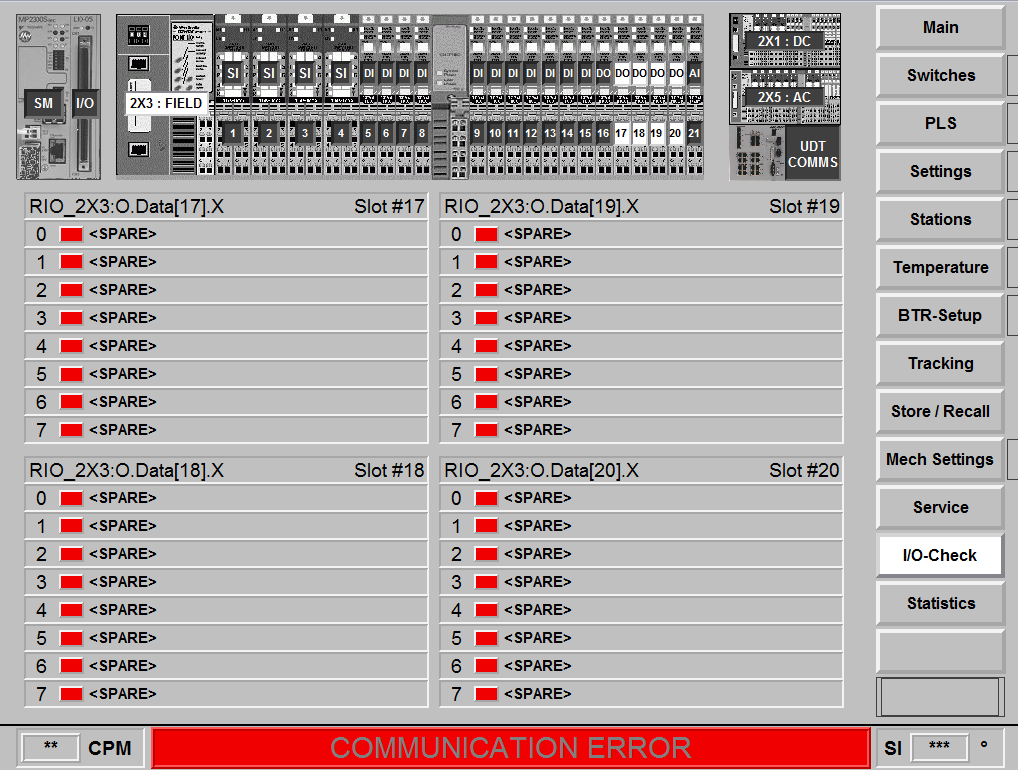 MP2300Siec LIO-05
SM I/O
2X3 : FIELD
SI SI SI SI DI DI DI DI DI DI DI DI DI DI DI DO DO DO DO DO AI
1 2 3 4 5 6 7 8 9 10 11 12 13 14 15 16 17 18 19 20 21
2X1 : DC
2X5 : AC
UDT
COMMS
RIO_2X3:O.Data[17].X Slot #17
0 <SPARE>
1 <SPARE>
2 <SPARE>
3 <SPARE>
4 <SPARE>
5 <SPARE>
6 <SPARE>
7 <SPARE>
RIO_2X3:O.Data[19].X Slot #19
0 <SPARE>
1 <SPARE>
2 <SPARE>
3 <SPARE>
4 <SPARE>
5 <SPARE>
6 <SPARE>
7 <SPARE>
RIO_2X3:O.Data[18].X Slot #18
0 <SPARE>
1 <SPARE>
2 <SPARE>
3 <SPARE>
4 <SPARE>
5 <SPARE>
6 <SPARE>
7 <SPARE>
RIO_2X3:O.Data[20].X Slot #20
0 <SPARE>
1 <SPARE>
2 <SPARE>
3 <SPARE>
4 <SPARE>
5 <SPARE>
6 <SPARE>
7 <SPARE>
Main
Switches
PLS
Settings
Stations
Temperature
BTR-Setup
Tracking
Store / Recall
Mech Settings
Service
I/O-Check
Statistics
** CPM
COMMUNICATION ERROR
SI *** °